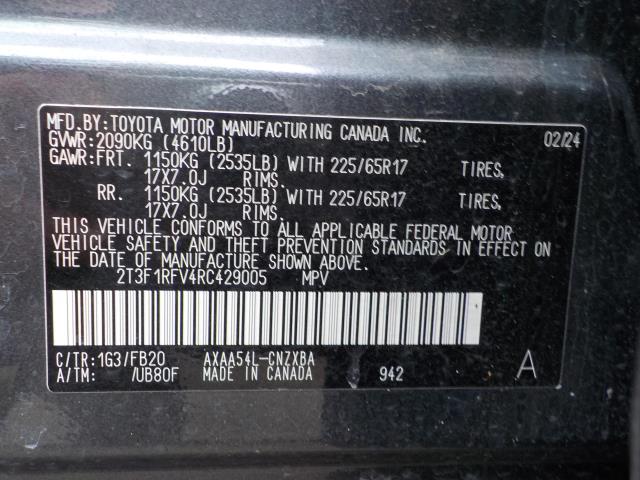 MFD.BY:TOYOTA MOTOR MANUFACTURING CANADA INC. 02/24
GVWR:2090KG (4610LB)
GAWR:FRT. 1150KG (2535LB) WITH 225/65R17 TIRES,
17X7.0J RIMS.
RR. 1150KG (2535LB) WITH 225/65R17 TIRES,
17X7.0J RIMS.
THIS VEHICLE CONFORMS TO ALL APPLICABLE FEDERAL MOTOR
VEHICLE SAFETY AND THEFT PREVENTION STANDARDS IN EFFECT ON
THE DATE OF MANUFACTURE SHOWN ABOVE.
2T3F1RFV4RC429005 MPV
C/TR:1G3/FB20 AXAA54L-CNZXBA
A/TM: /UB80F MADE IN CANADA 942 A